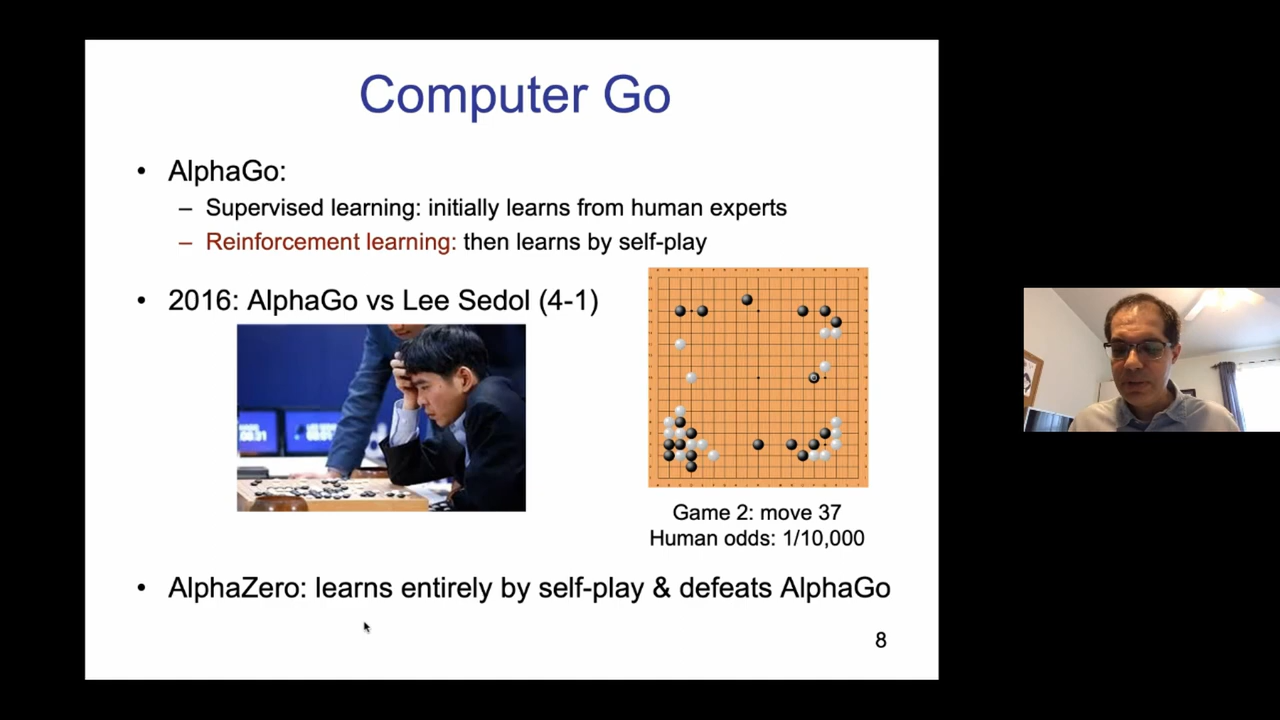 Computer Go
• AlphaGo:
– Supervised learning: initially learns from human experts
– Reinforcement learning: then learns by self-play
• 2016: AlphaGo vs Lee Sedol (4-1)
Game 2: move 37
Human odds: 1/10,000
• AlphaZero: learns entirely by self-play & defeats AlphaGo
8